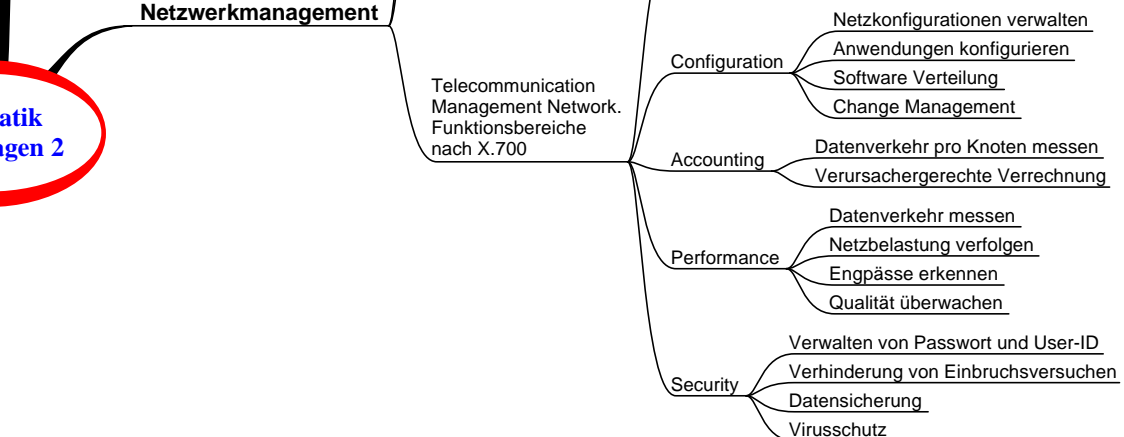 Netzwerkmanagement
atik
agen 2
Telecommunication
Management Network.
Funktionsbereiche
nach X.700
Configuration
Netzkonfigurationen verwalten
Anwendungen konfigurieren
Software Verteilung
Change Management
Accounting
Datenverkehr pro Knoten messen
Verursachergerechte Verrechnung
Performance
Datenverkehr messen
Netzbelastung verfolgen
Engpässe erkennen
Qualität überwachen
Security
Verwalten von Passwort und User-ID
Verhinderung von Einbruchsversuchen
Datensicherung
Virusschutz